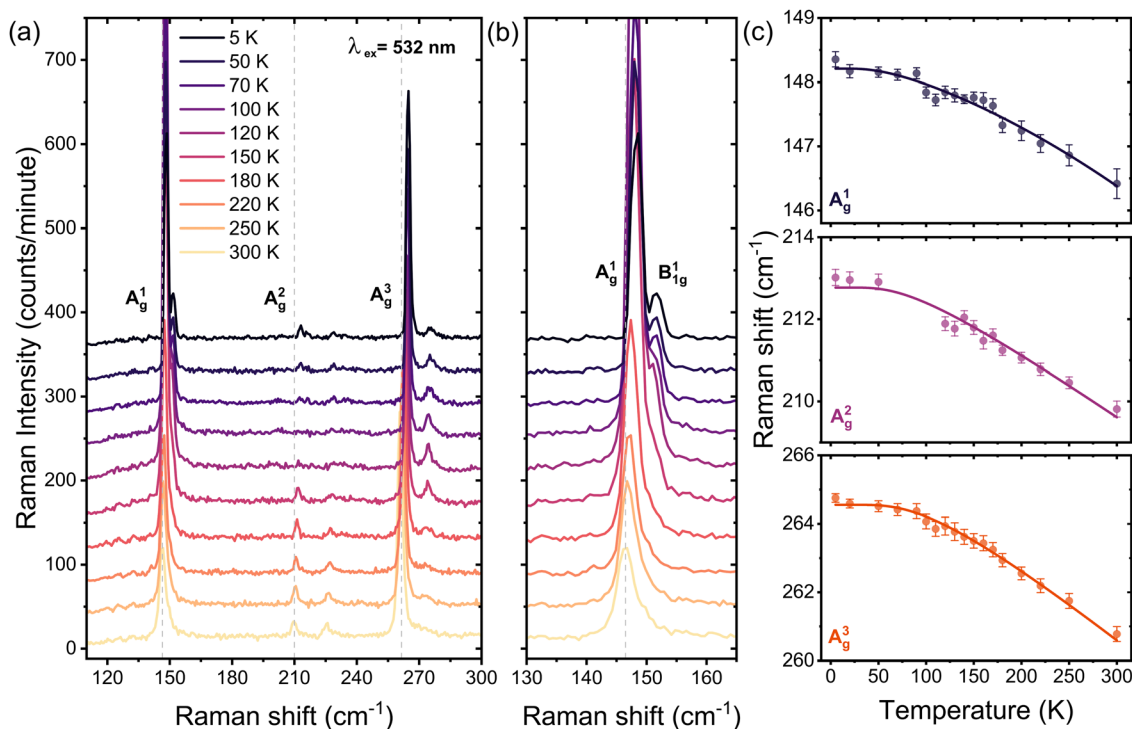 (a)
5 K
50 K
70 K
100 K
120 K
150 K
180 K
220 K
250 K
300 K
λ ex = 532 nm
A¹g
A²g
A³g
Raman Intensity (counts/minute)
700
600
500
400
300
200
100
0
120 150 180 210 240 270 300
Raman shift (cm⁻¹)
(b)
A¹g
B¹1g
130 140 150 160
Raman shift (cm⁻¹)
(c)
149
148
147
146
A¹g
214
212
210
A²g
266
264
262
260
A³g
Raman shift (cm⁻¹)
0 50 100 150 200 250 300
Temperature (K)